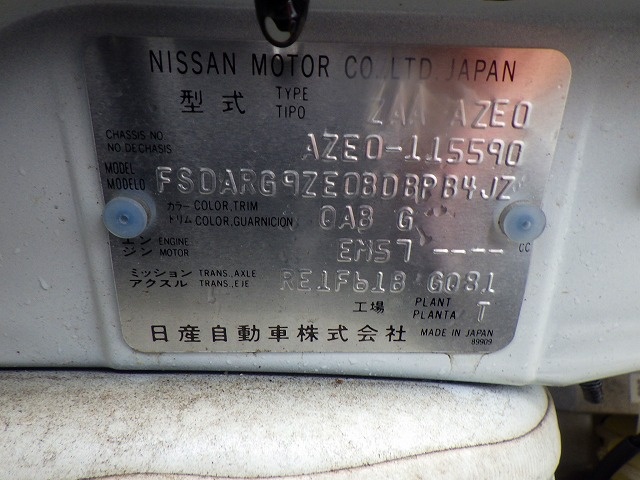 NISSAN MOTOR CO.,LTD. JAPAN
型式 TYPE TIPO ZAA AZE0
CHASSIS NO. NO.DECHASIS AZE0-115590
MODEL MODELO FSDARG9ZE08D8PB4JZ
カラー COLOR,TRIM トリム COLOR,GUARNICION QAB G
エンジン ENGINE MOTOR EM57 ---- CC
ミッション TRANS.,AXLE アクスル TRANS.,EJE RE1F61B G081
工場 PLANT PLANTA T
日産自動車株式会社 MADE IN JAPAN
89909